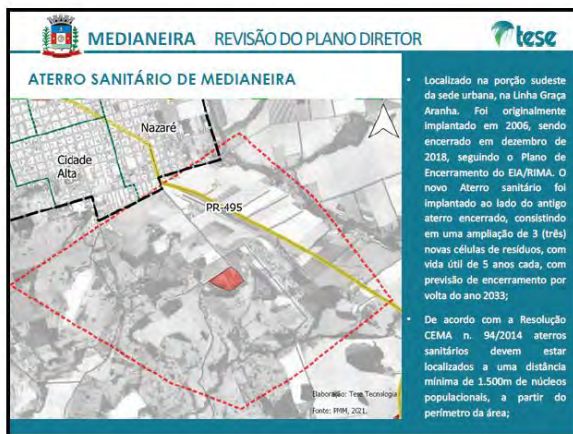 MEDIANEIRA REVISÃO DO PLANO DIRETOR
tese
ATERRO SANITÁRIO DE MEDIANEIRA
Nazaré
Cidade
Alta
PR-495
Elaboração: Tese Tecnologia
Fonte: PMM, 2021.
• Localizado na porção sudeste
da sede urbana, na Linha Graça
Aranha. Foi originalmente
implantado em 2006, sendo
encerrado em dezembro de
2018, seguindo o Plano de
Encerramento do EIA/RIMA. O
novo Aterro sanitário foi
implantado ao lado do antigo
aterro encerrado, consistindo
em uma ampliação de 3 (três)
novas células de resíduos, com
vida útil de 5 anos cada, com
previsão de encerramento por
volta do ano 2033;
• De acordo com a Resolução
CEMA n. 94/2014 aterros
sanitários devem estar
localizados a uma distância
mínima de 1.500m de núcleos
populacionais, a partir do
perímetro da área;